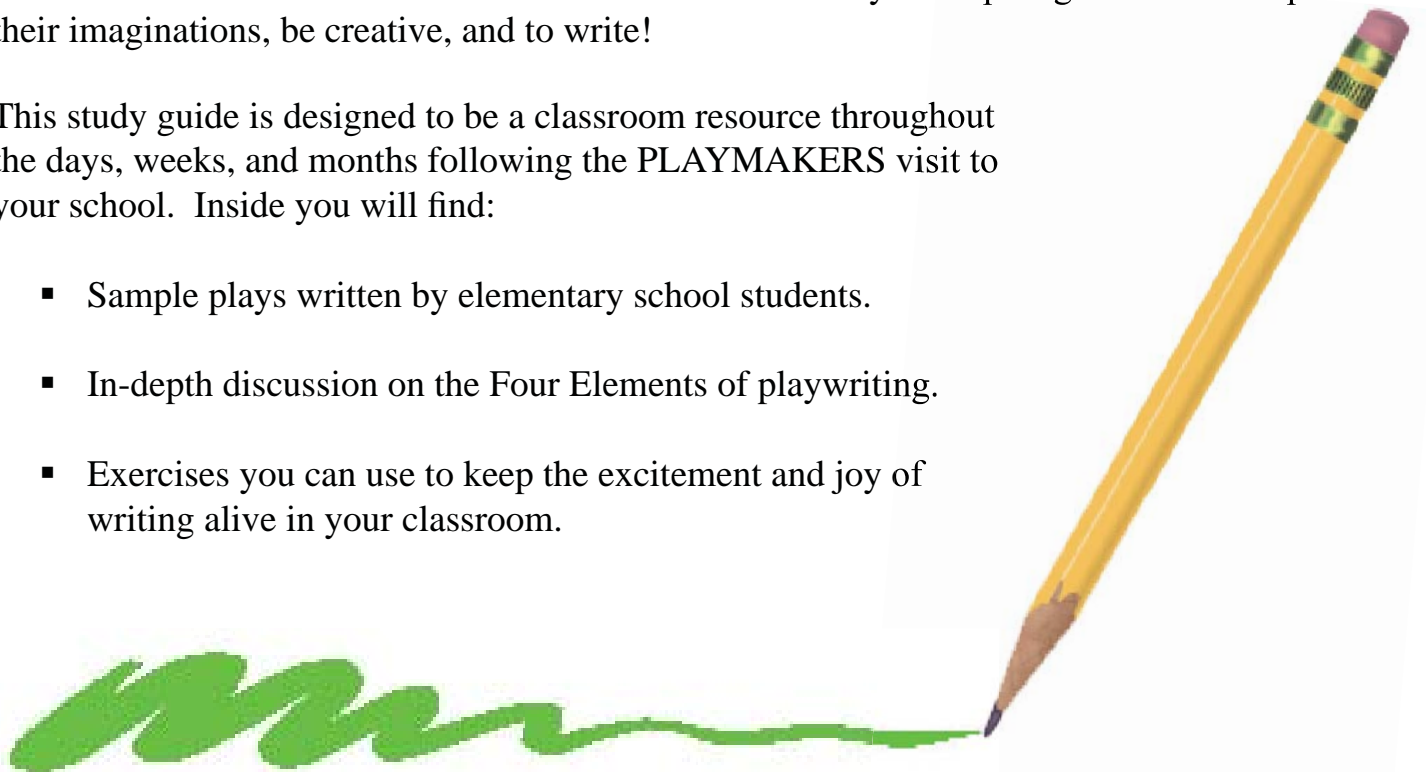 their imaginations, be creative, and to write!
This study guide is designed to be a classroom resource throughout
the days, weeks, and months following the PLAYMAKERS visit to
your school. Inside you will find:
▪ Sample plays written by elementary school students.
▪ In-depth discussion on the Four Elements of playwriting.
▪ Exercises you can use to keep the excitement and joy of
writing alive in your classroom.